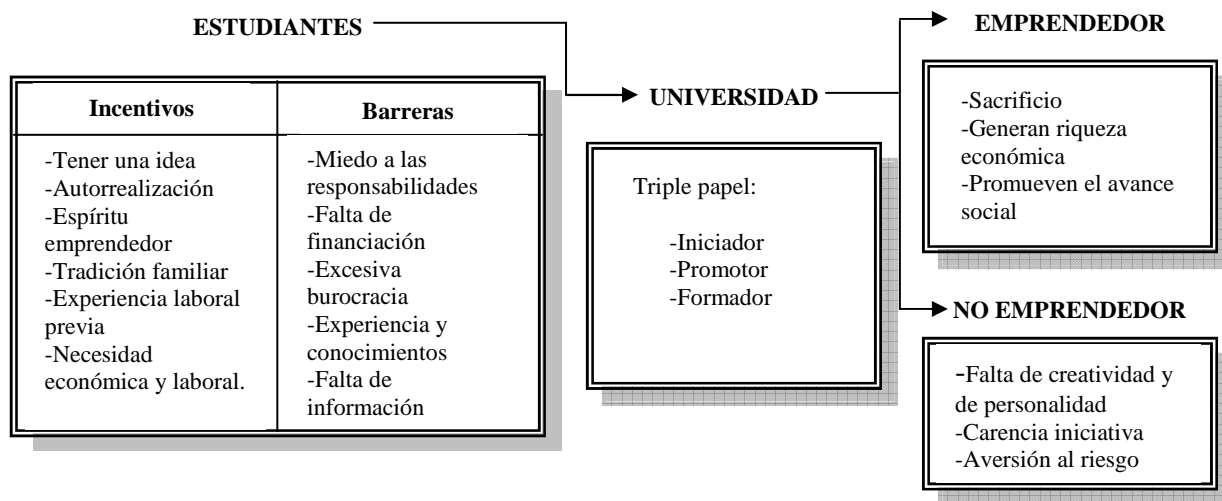 ESTUDIANTES
Incentivos
-Tener una idea
-Autorrealización
-Espíritu
emprendedor
-Tradición familiar
-Experiencia laboral
previa
-Necesidad
económica y laboral.
Barreras
-Miedo a las
responsabilidades
-Falta de
financiación
-Excesiva
burocracia
-Experiencia y
conocimientos
-Falta de
información
UNIVERSIDAD
Triple papel:
-Iniciador
-Promotor
-Formador
EMPRENDEDOR
-Sacrificio
-Generan riqueza
económica
-Promueven el avance
social
NO EMPRENDEDOR
-Falta de creatividad y
de personalidad
-Carencia iniciativa
-Aversión al riesgo